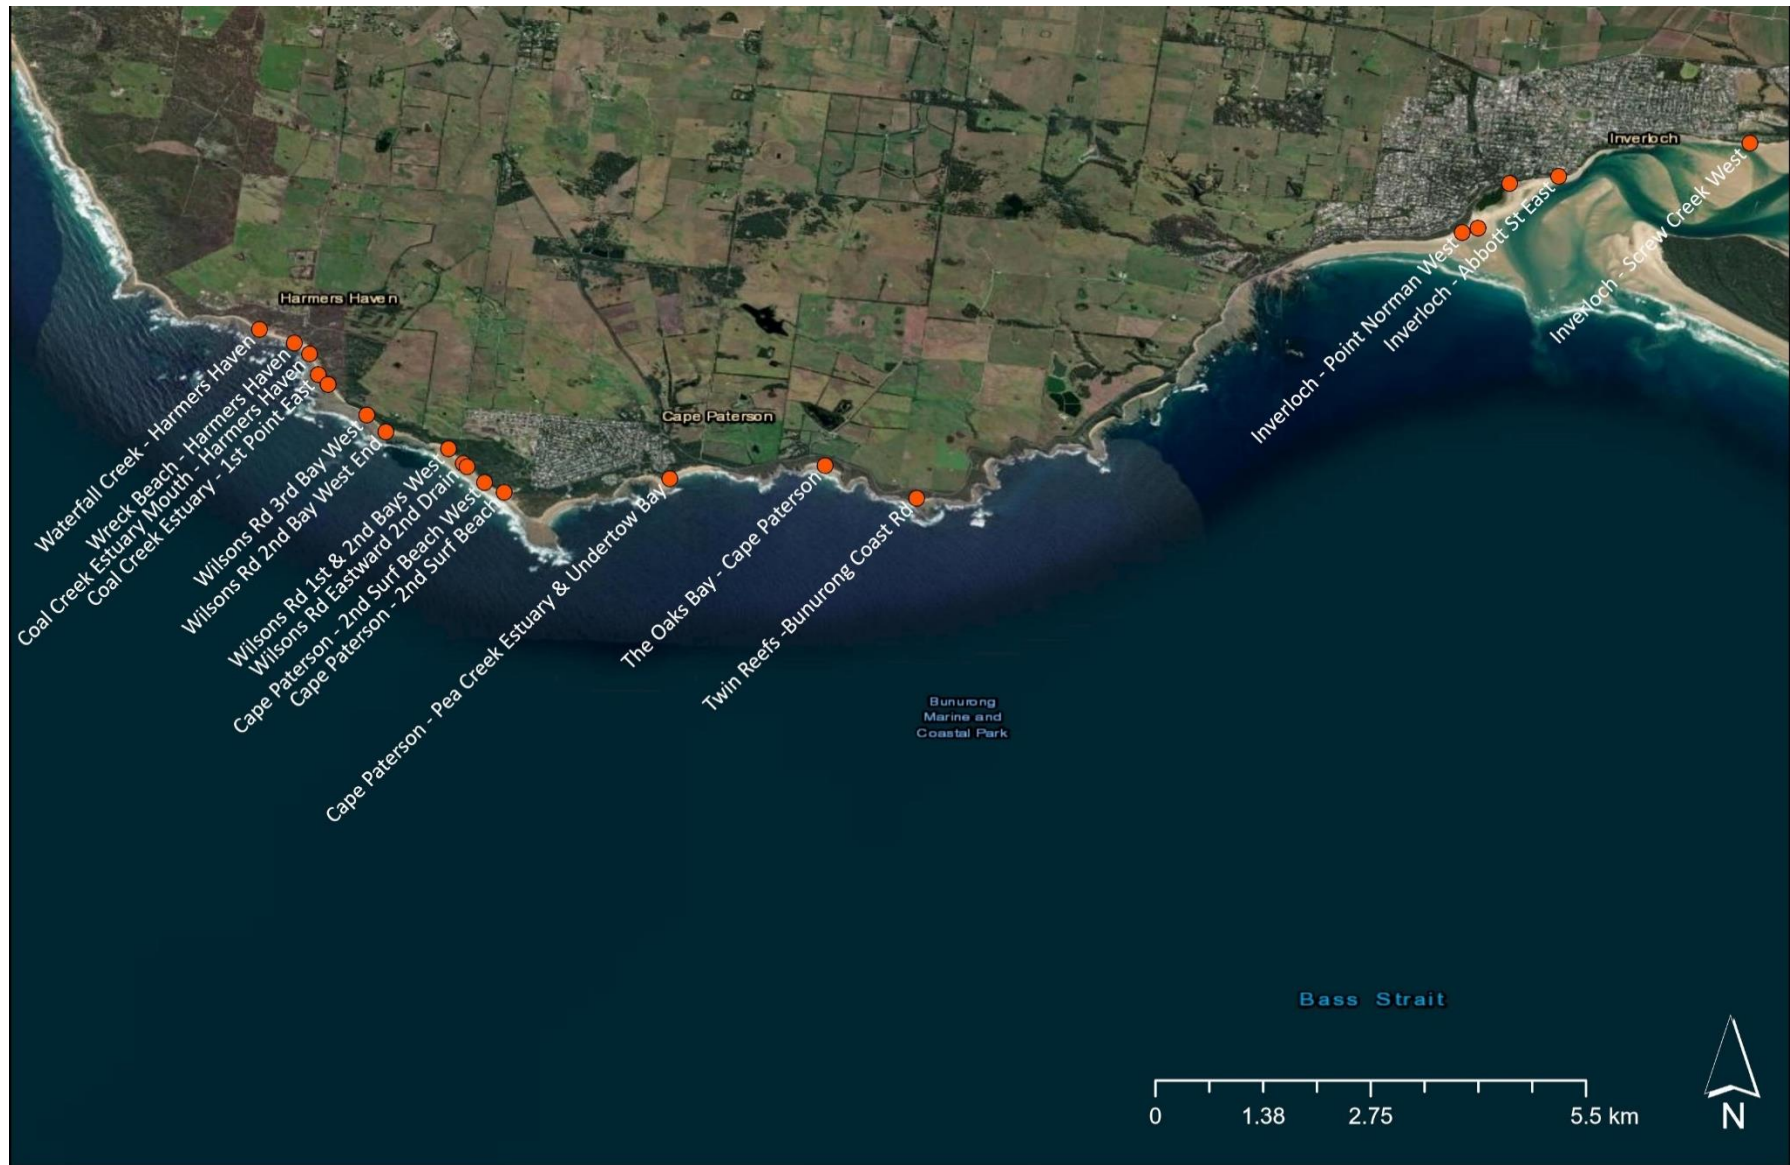 Inverloch
Harmers Haven
Cape Paterson
Waterfall Creek - Harmers Haven
Wreck Beach - Harmers Haven
Coal Creek Estuary Mouth - Harmers Haven
Coal Creek Estuary - 1st Point East
Wilsons Rd 3rd Bay West
Wilsons Rd 2nd Bay West End
Wilsons Rd 1st & 2nd Bays West
Wilsons Rd Eastward 2nd Drain
Cape Paterson - 2nd Surf Beach West
Cape Paterson - 2nd Surf Beach
Cape Paterson - Pea Creek Estuary & Undertow Bay
The Oaks Bay - Cape Paterson
Twin Reefs -Bunurong Coast Rd
Inverloch - Point Norman West
Inverloch - Abbott St East
Inverloch - Screw Creek West
Bunurong
Marine and
Coastal Park
Bass Strait
0 1.38 2.75 5.5 km
N